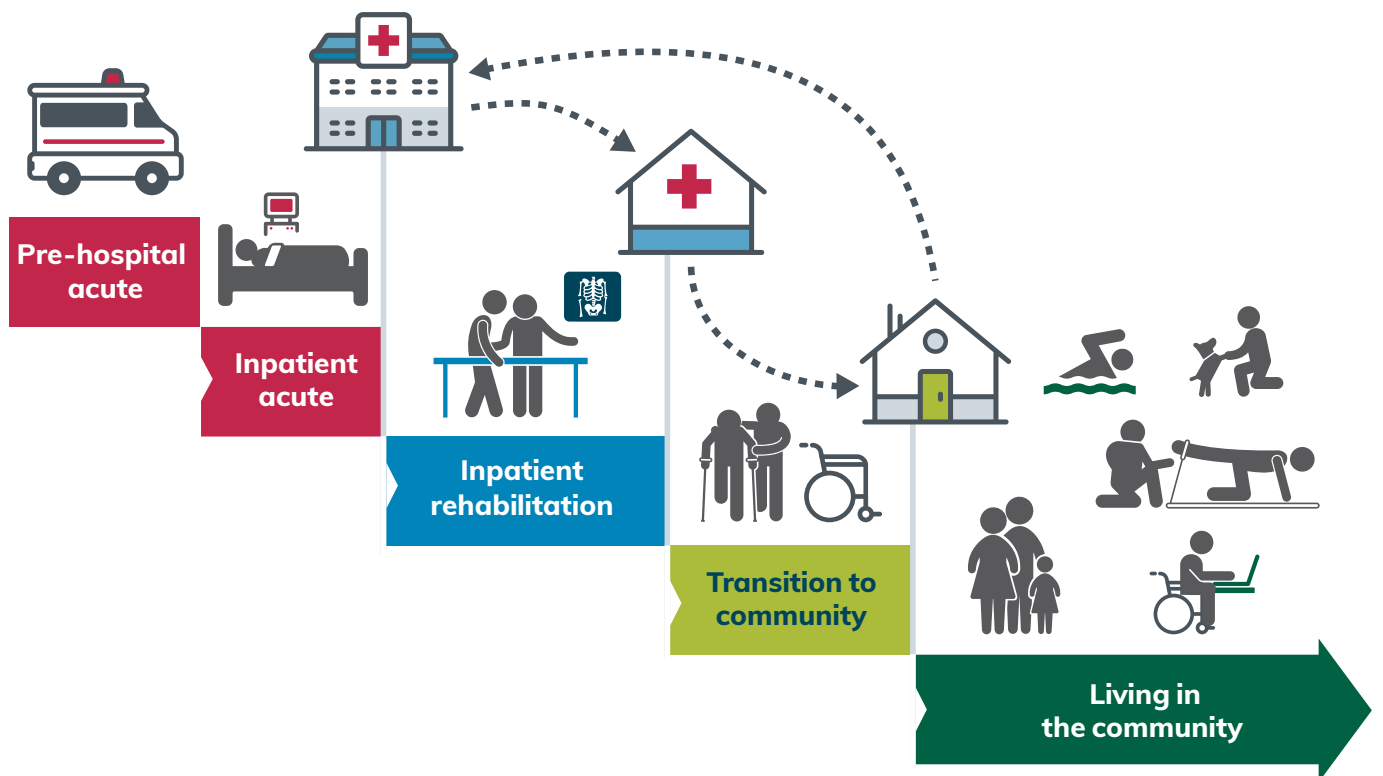 Pre-hospital
acute
Inpatient
acute
Inpatient
rehabilitation
Transition to
community
Living in
the community